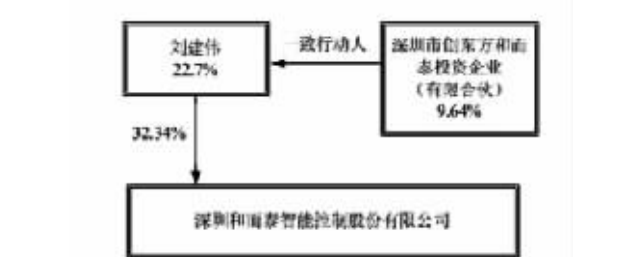 刘建伟
22.7%
一致行动人
深圳市创东方和而
泰投资企业
（有限合伙）
9.64%
32.34%
深圳和而泰智能控制股份有限公司